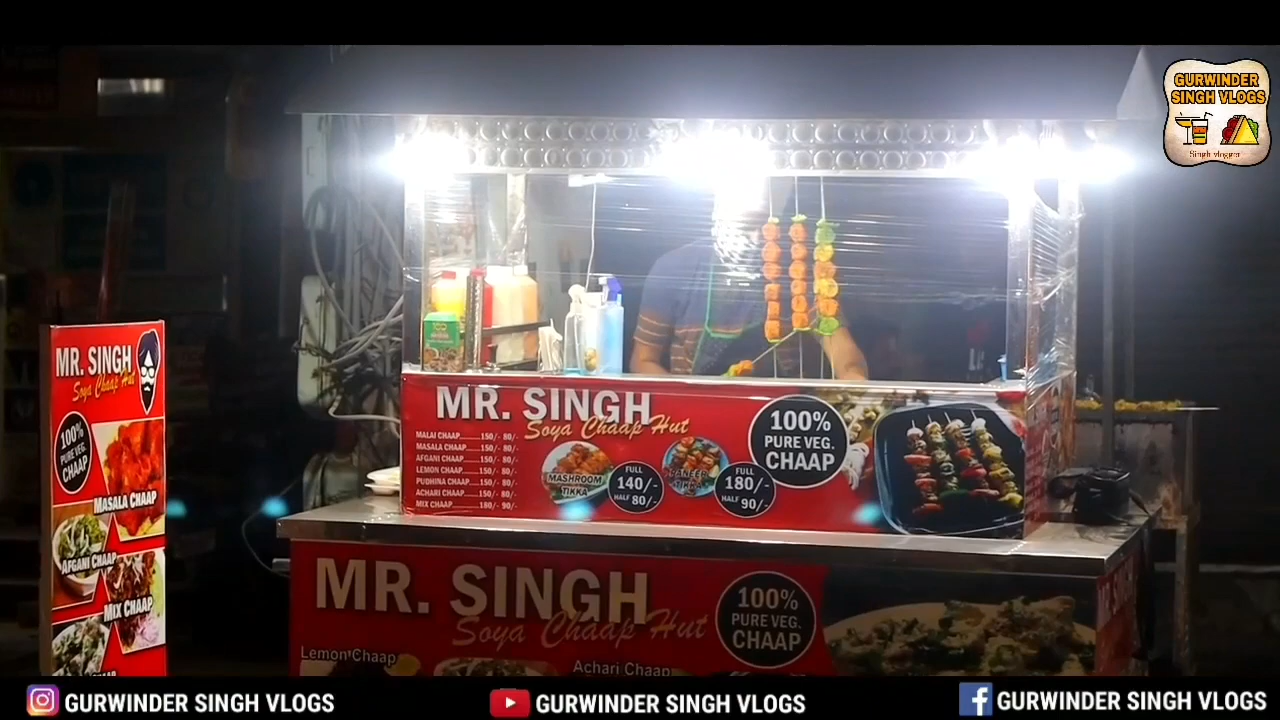 GURWINDER
SINGH VLOGS
Singh vlogger
MR. SINGH
Soya Chaap Hut
100%
PURE VEG.
CHAAP
MASALA CHAAP
AFGANI CHAAP
MIX CHAAP
MR. SINGH
Soya Chaap Hut
MALAI CHAAP.........150/- 80/-
MASALA CHAAP......150/- 80/-
AFGANI CHAAP.......150/- 80/-
LEMON CHAAP........150/- 80/-
PUDHINA CHAAP.....150/- 80/-
ACHARI CHAAP.......150/- 80/-
MIX CHAAP............180/- 90/-
MASHROOM
TIKKA
FULL
140/-
HALF 80/-
PANEER
TIKKA
FULL
180/-
HALF 90/-
100%
PURE VEG.
CHAAP
MR. SINGH
Soya Chaap Hut
100%
PURE VEG.
CHAAP
Lemon Chaap
Achari Chaap
GURWINDER SINGH VLOGS
GURWINDER SINGH VLOGS
GURWINDER SINGH VLOGS